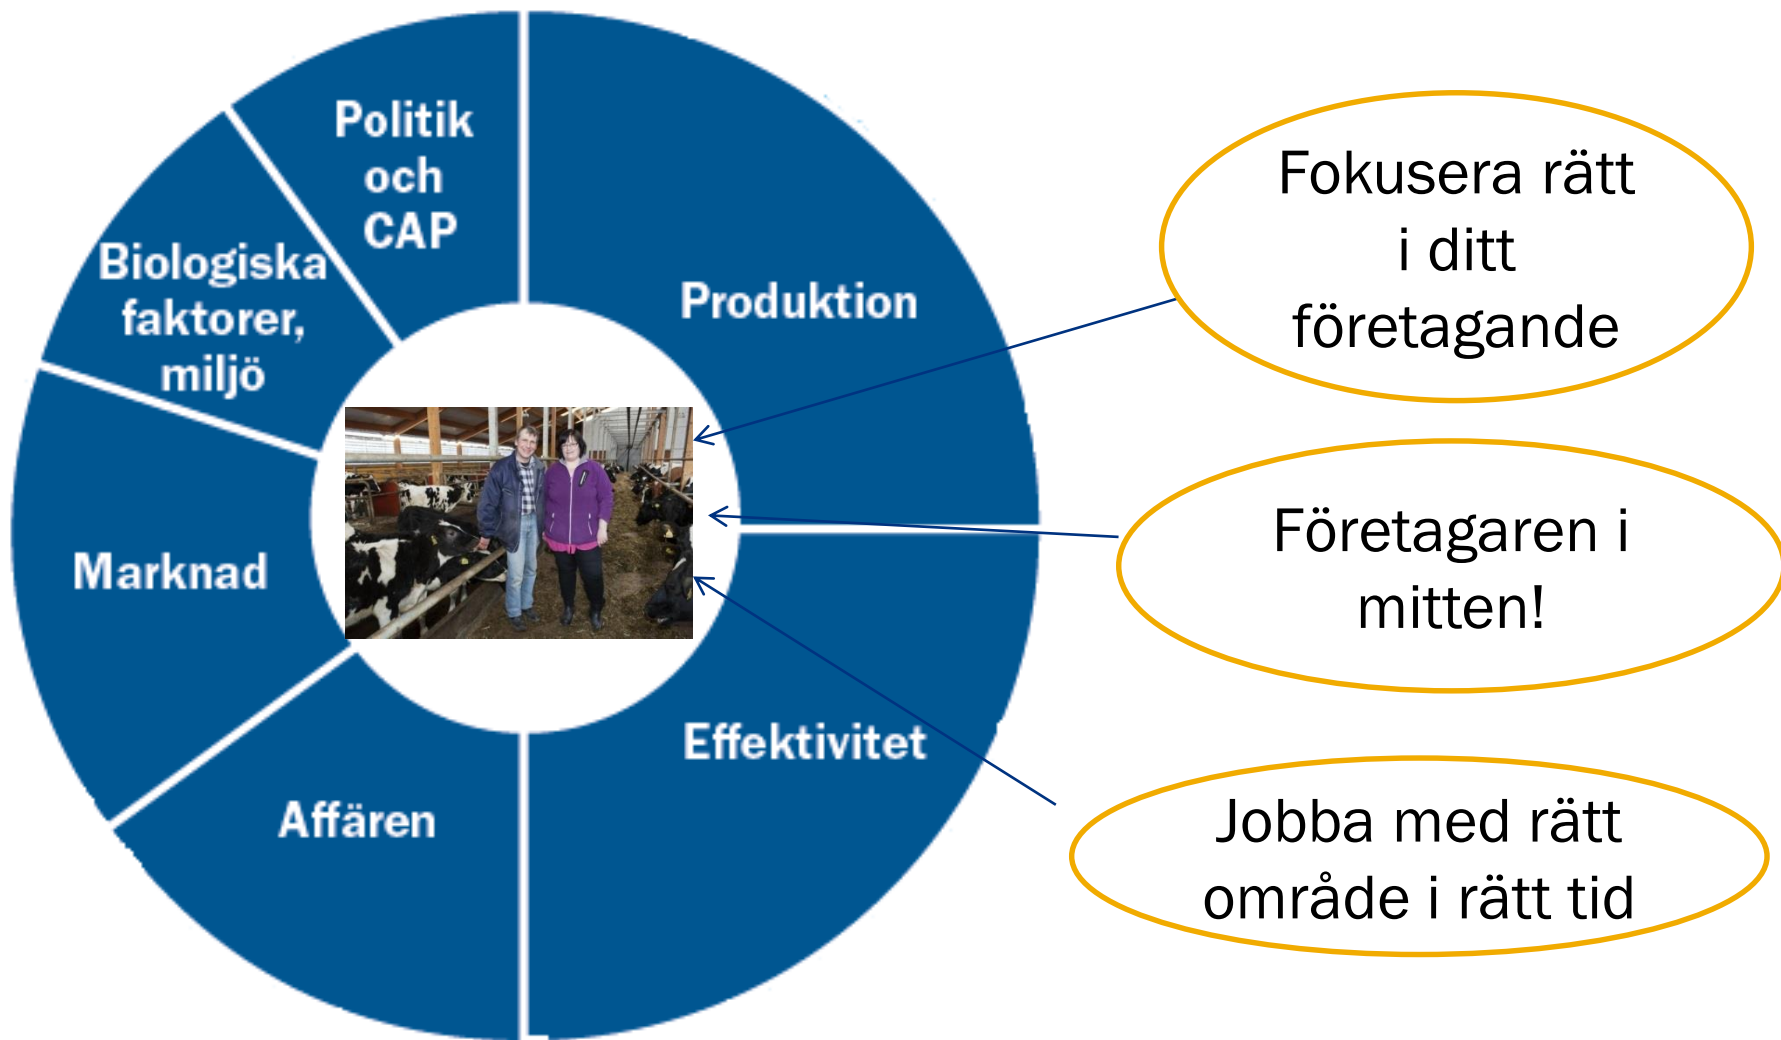 Politik
och
CAP
Biologiska
faktorer,
miljö
Produktion
Marknad
Affären
Effektivitet
Fokusera rätt
i ditt
företagande
Företagaren i
mitten!
Jobba med rätt
område i rätt tid